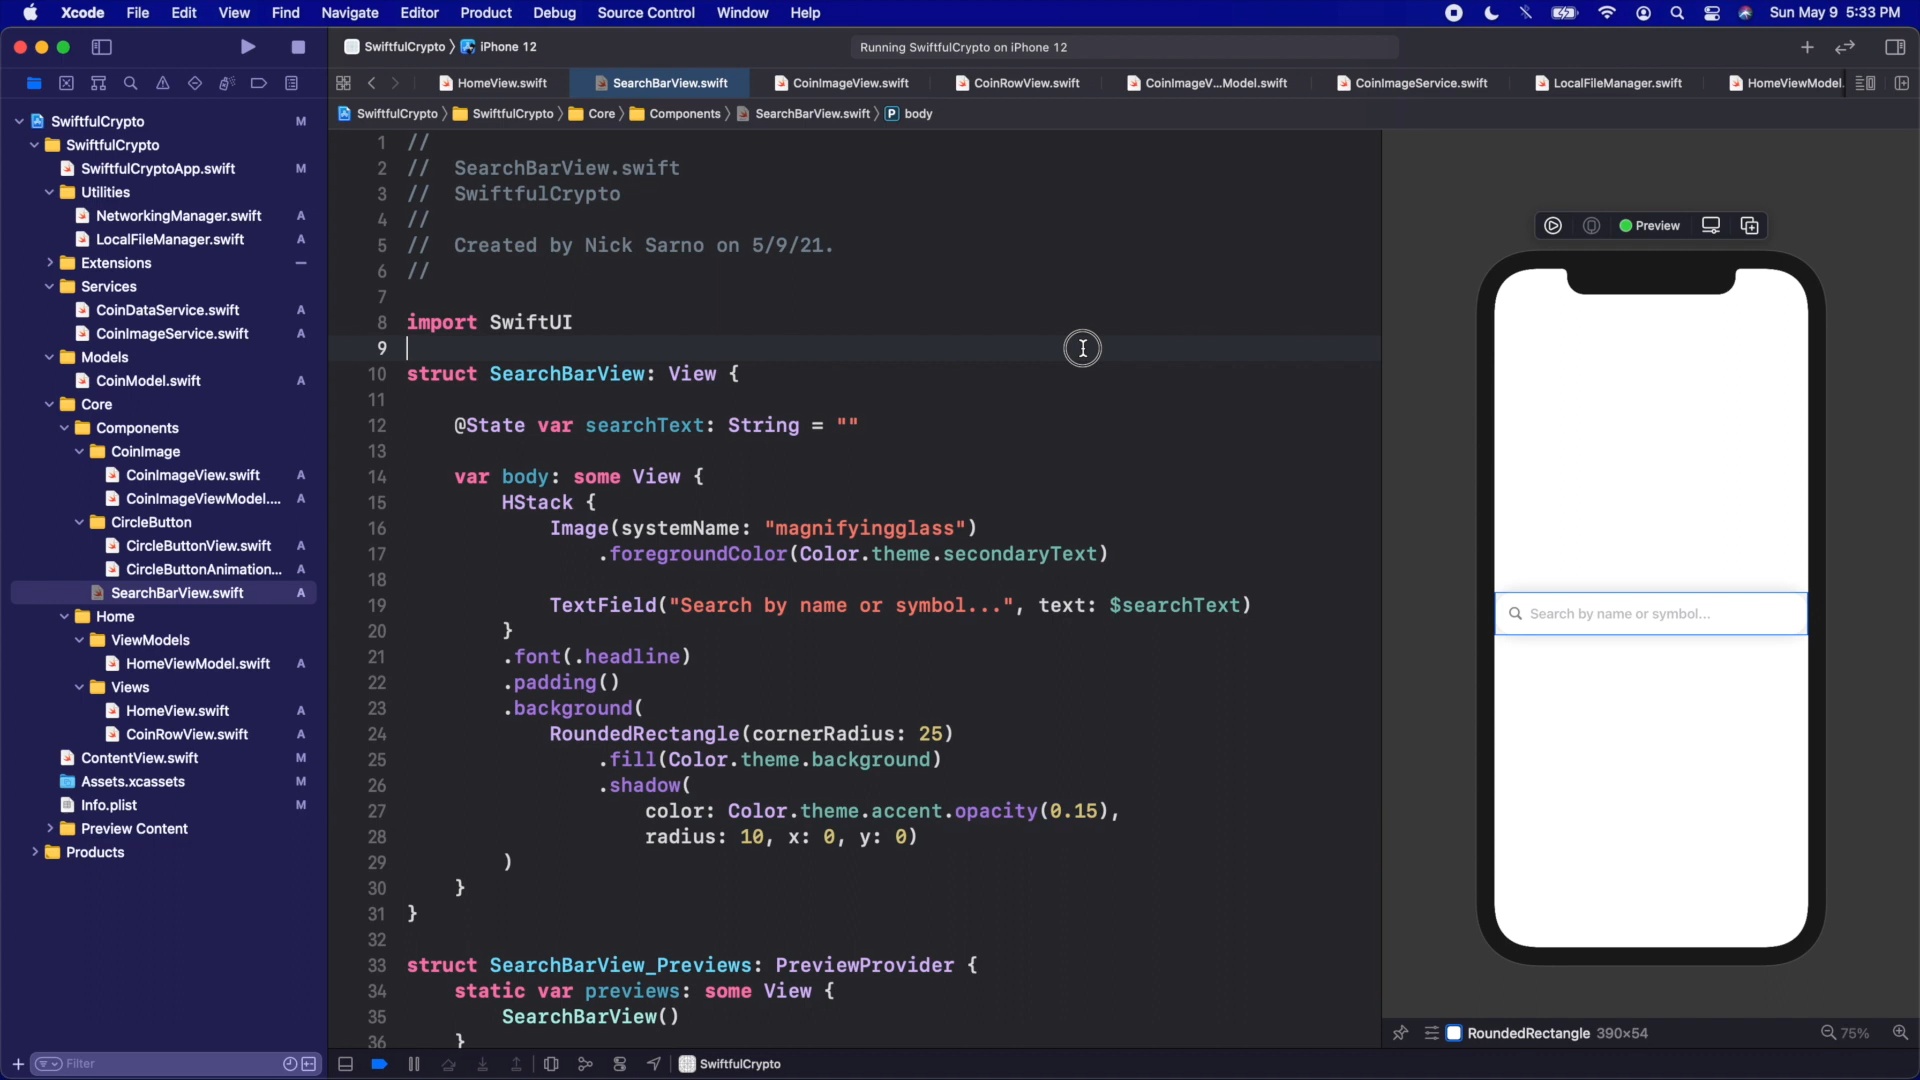 Xcode File Edit View Find Navigate Editor Product Debug Source Control Window Help Sun May 9 5:33 PM
SwiftfulCrypto iPhone 12 Running SwiftfulCrypto on iPhone 12
HomeView.swift SearchBarView.swift CoinImageView.swift CoinRowView.swift CoinImageV...Model.swift CoinImageService.swift LocalFileManager.swift HomeViewModel.
SwiftfulCrypto SwiftfulCrypto Core Components SearchBarView.swift P body
SwiftfulCrypto M
SwiftfulCrypto
SwiftfulCryptoApp.swift M
Utilities
NetworkingManager.swift A
LocalFileManager.swift A
Extensions
Services
CoinDataService.swift A
CoinImageService.swift A
Models
CoinModel.swift A
Core
Components
CoinImage
CoinImageView.swift A
CoinImageViewModel.... A
CircleButton
CircleButtonView.swift A
CircleButtonAnimation... A
SearchBarView.swift A
Home
ViewModels
HomeViewModel.swift A
Views
HomeView.swift A
CoinRowView.swift A
ContentView.swift M
Assets.xcassets M
Info.plist M
Preview Content
Products
Filter
1 //
2 // SearchBarView.swift
3 // SwiftfulCrypto
4 //
5 // Created by Nick Sarno on 5/9/21.
6 //
7
8 import SwiftUI
9
10 struct SearchBarView: View {
11
12 @State var searchText: String = ""
13
14 var body: some View {
15 HStack {
16 Image(systemName: "magnifyingglass")
17 .foregroundColor(Color.theme.secondaryText)
18
19 TextField("Search by name or symbol...", text: $searchText)
20 }
21 .font(.headline)
22 .padding()
23 .background(
24 RoundedRectangle(cornerRadius: 25)
25 .fill(Color.theme.background)
26 .shadow(
27 color: Color.theme.accent.opacity(0.15),
28 radius: 10, x: 0, y: 0)
29 )
30 }
31 }
32
33 struct SearchBarView_Previews: PreviewProvider {
34 static var previews: some View {
35 SearchBarView()
36 }
Preview
Search by name or symbol...
RoundedRectangle 390×54 75%
SwiftfulCrypto